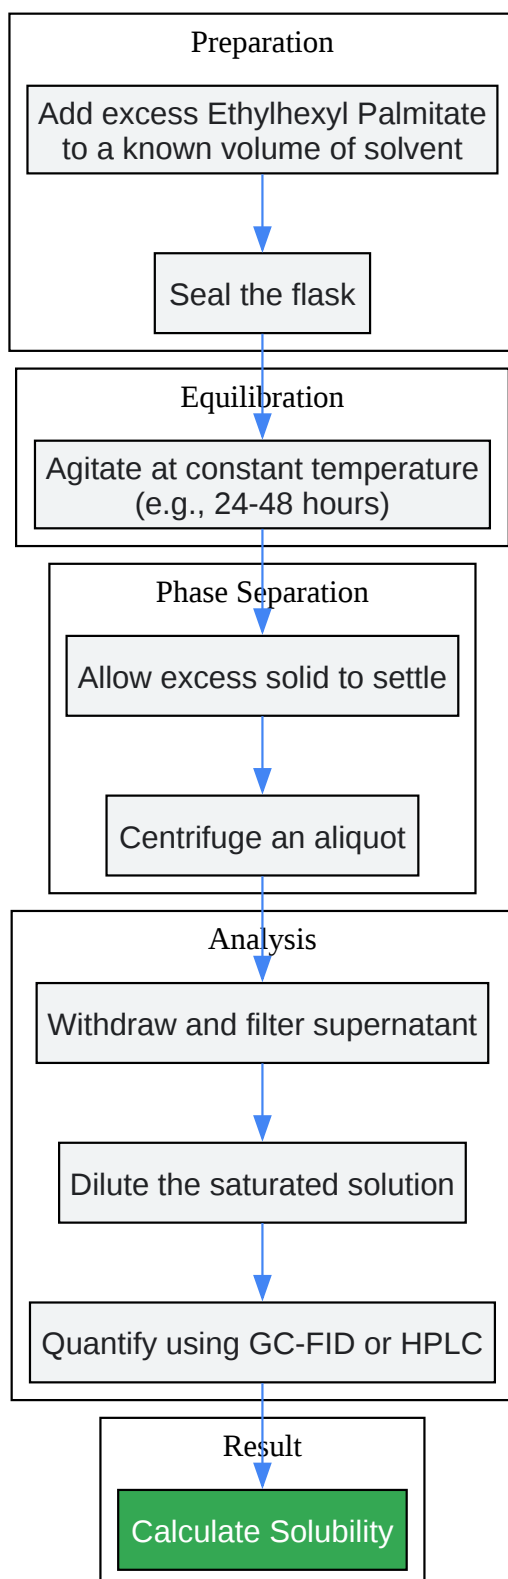 Preparation
Add excess Ethylhexyl Palmitate
to a known volume of solvent
Seal the flask
Equilibration
Agitate at constant temperature
(e.g., 24-48 hours)
Phase Separation
Allow excess solid to settle
Centrifuge an aliquot
Analysis
Withdraw and filter supernatant
Dilute the saturated solution
Quantify using GC-FID or HPLC
Result
Calculate Solubility